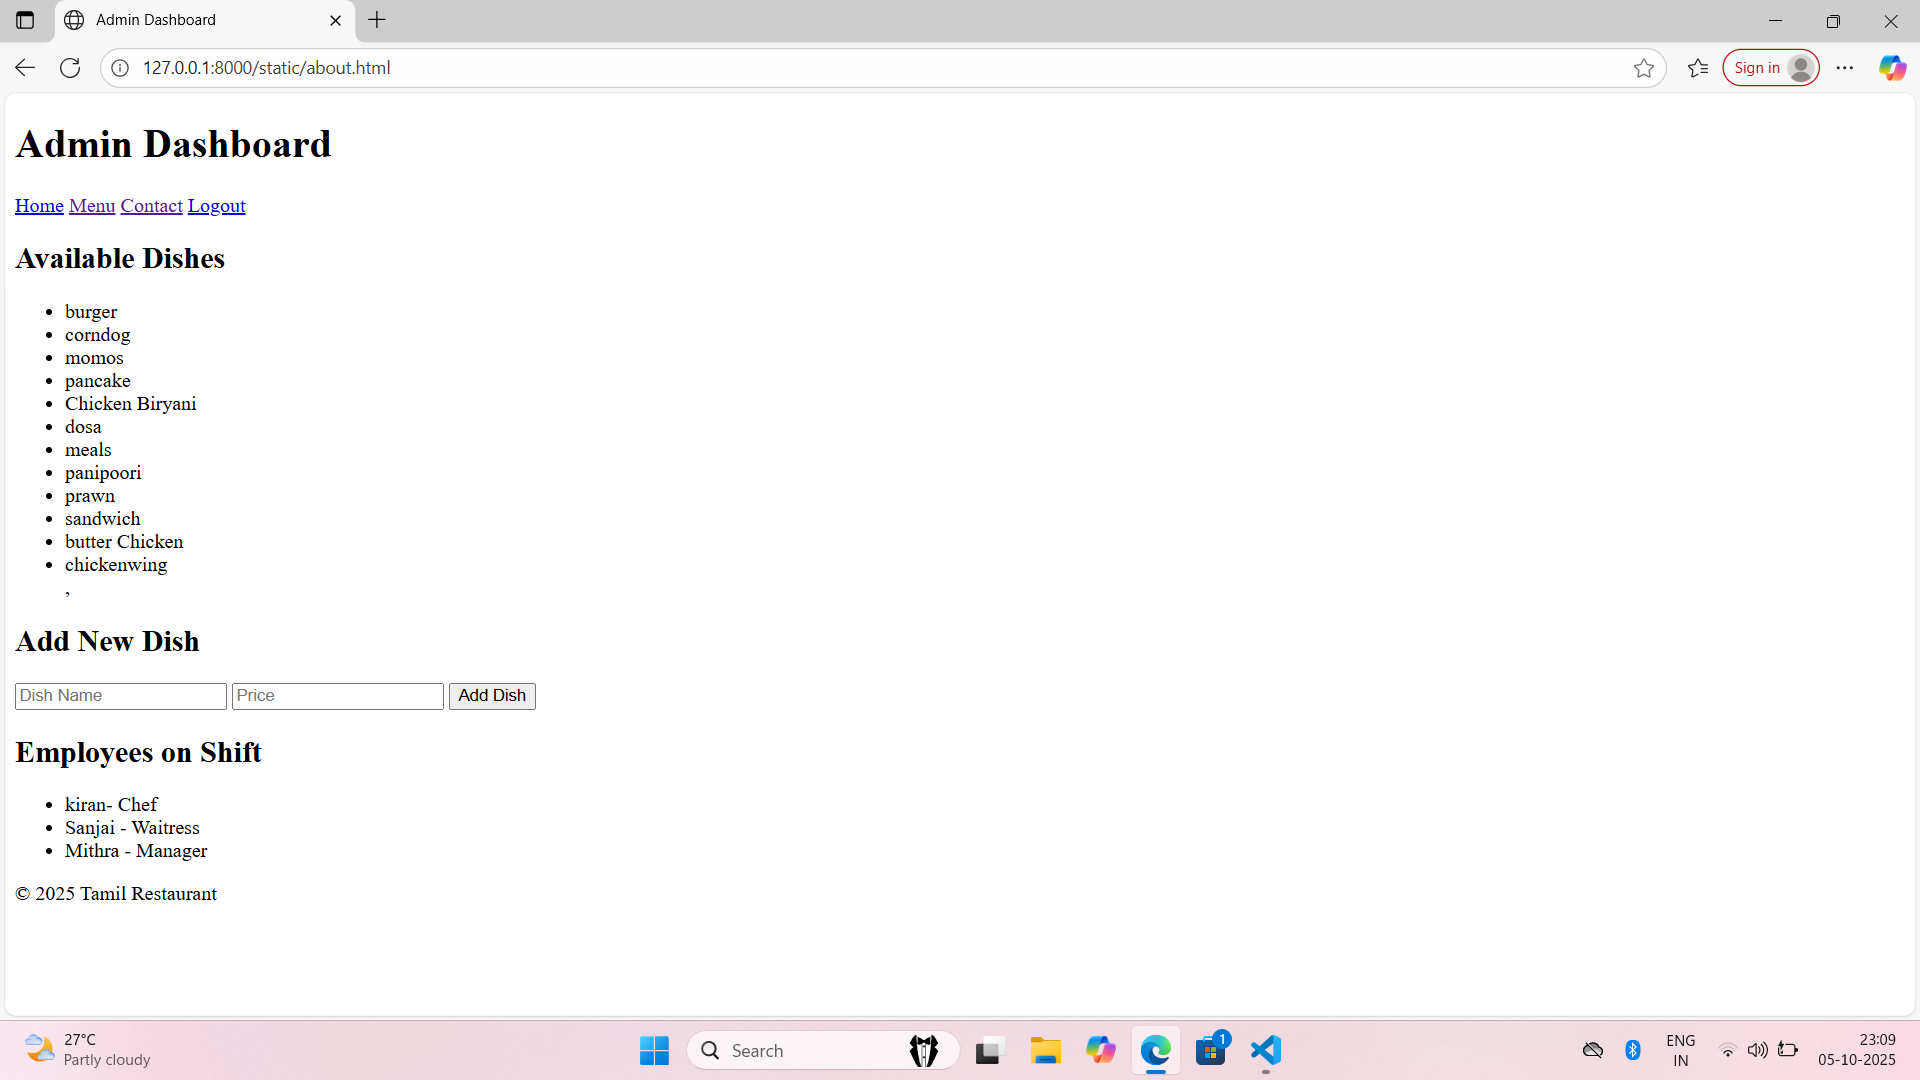 Admin Dashboard
127.0.0.1:8000/static/about.html
Sign in
Admin Dashboard
Home Menu Contact Logout
Available Dishes
burger
corndog
momos
pancake
Chicken Biryani
dosa
meals
panipoori
prawn
sandwich
butter Chicken
chickenwing
,
Add New Dish
Dish Name Price Add Dish
Employees on Shift
kiran- Chef
Sanjai - Waitress
Mithra - Manager
© 2025 Tamil Restaurant
27°C
Partly cloudy
Search
1
ENG
IN
23:09
05-10-2025